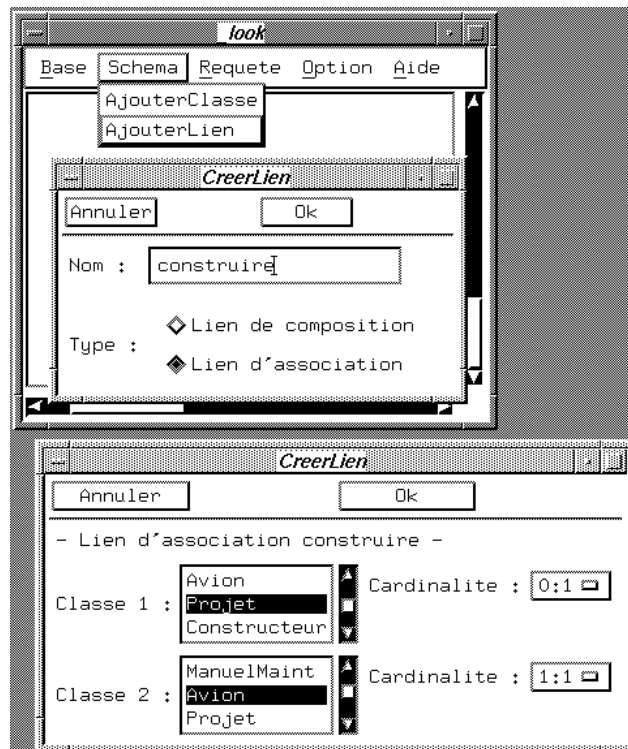 _look
Base Schema Requete Option Aide
AjouterClasse
AjouterLien
CreerLien
Annuler Ok
Nom : construire
Type :
Lien de composition
Lien d'association
CreerLien
Annuler Ok
- Lien d'association construire -
Classe 1 :
Avion
Projet
Constructeur
Cardinalite : 0:1
Classe 2 :
ManuelMaint
Avion
Projet
Cardinalite : 1:1